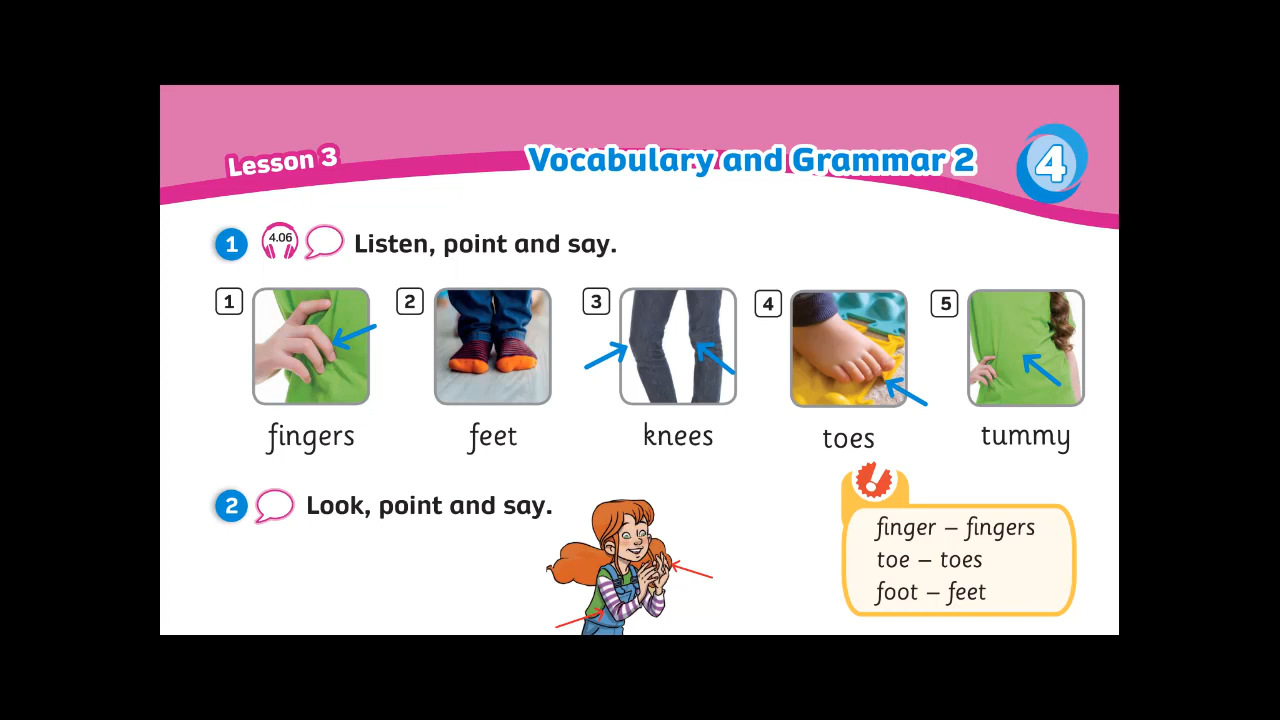 Lesson 3
Vocabulary and Grammar 2
4
1 4.06 Listen, point and say.
1 2 3 4 5
fingers feet knees toes tummy
2 Look, point and say.
!
finger – fingers
toe – toes
foot – feet